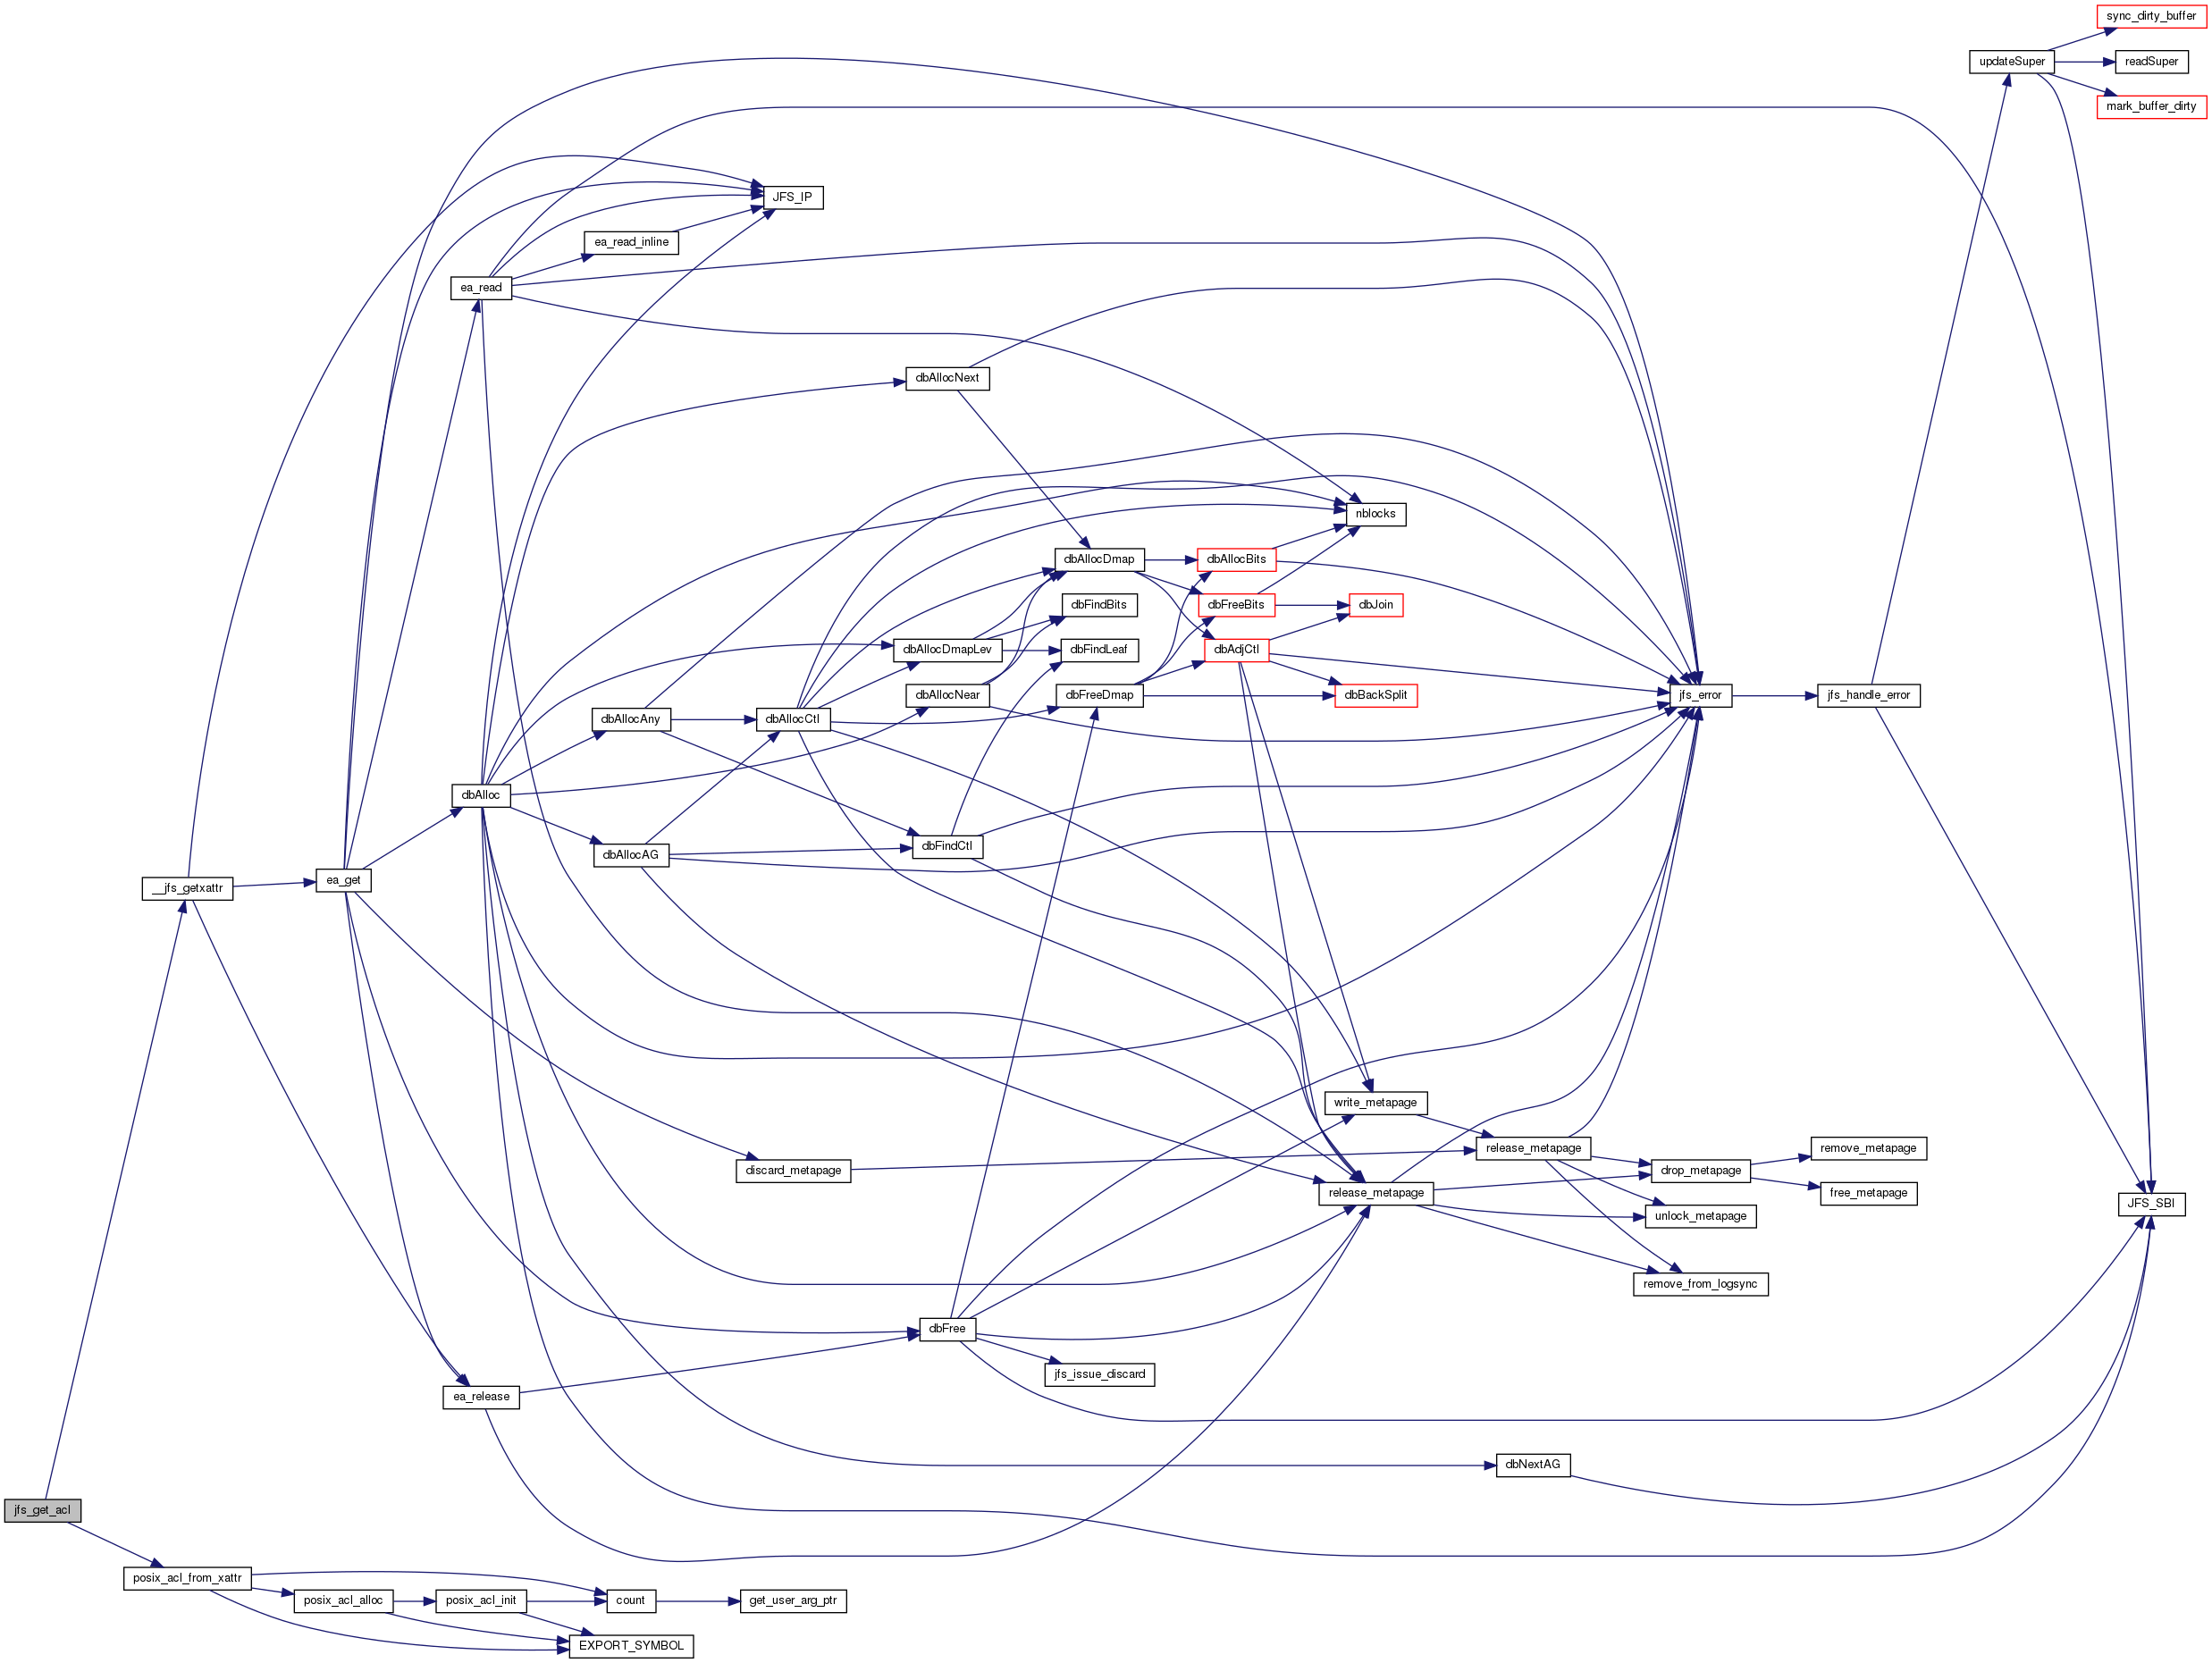 sync_dirty_buffer
updateSuper
readSuper
mark_buffer_dirty
JFS_IP
ea_read_inline
ea_read
dbAllocNext
nblocks
dbAllocDmap
dbAllocBits
dbFindBits
dbFreeBits
dbJoin
dbAllocDmapLev
dbFindLeaf
dbAdjCtl
dbAllocNear
dbFreeDmap
dbBackSplit
jfs_error
jfs_handle_error
dbAllocAny
dbAllocCtl
dbAlloc
dbAllocAG
dbFindCtl
ea_get
__jfs_getxattr
write_metapage
release_metapage
remove_metapage
discard_metapage
drop_metapage
release_metapage
free_metapage
JFS_SBI
unlock_metapage
remove_from_logsync
dbFree
jfs_issue_discard
ea_release
dbNextAG
jfs_get_acl
posix_acl_from_xattr
posix_acl_alloc
posix_acl_init
count
get_user_arg_ptr
EXPORT_SYMBOL